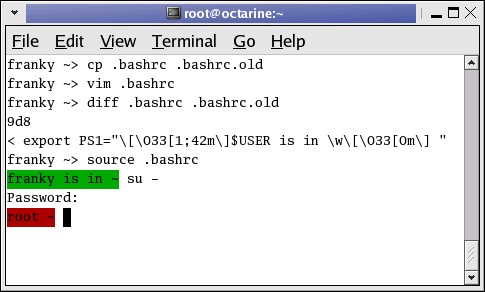 root@octarine:~
File Edit View Terminal Go Help
franky ~> cp .bashrc .bashrc.old
franky ~> vim .bashrc
franky ~> diff .bashrc .bashrc.old
9d8
< export PS1="\[\033[1;42m\]$USER is in \w\[\033[0m\] "
franky ~> source .bashrc
franky is in ~ su -
Password:
root ~